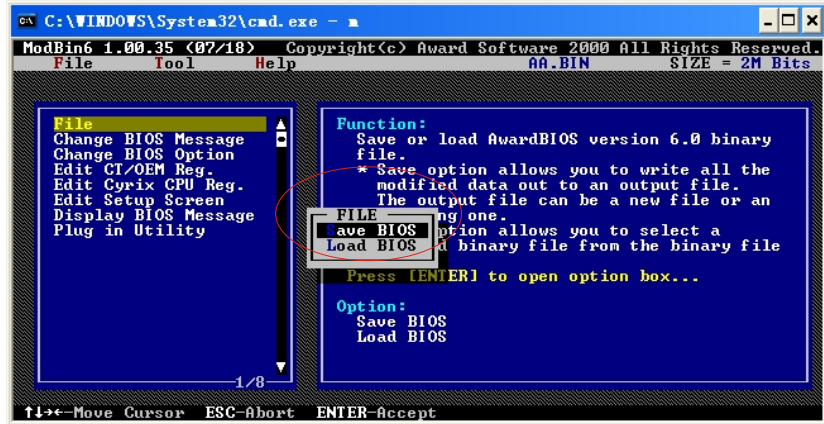 C:\WINDOWS\System32\cmd.exe - m
ModBin6 1.00.35 (07/18) Copyright(c) Award Software 2000 All Rights Reserved.
File Tool Help AA.BIN SIZE = 2M Bits
File
Change BIOS Message
Change BIOS Option
Edit CT/OEM Reg.
Edit Cyrix CPU Reg.
Edit Setup Screen
Display BIOS Message
Plug in Utility
1/8
Function:
Save or load AwardBIOS version 6.0 binary
file.
* Save option allows you to write all the
modified data out to an output file.
The output file can be a new file or an
ng one.
ption allows you to select a
d binary file from the binary file
Press [ENTER] to open option box...
Option:
Save BIOS
Load BIOS
FILE
Save BIOS
Load BIOS
↑↓→←-Move Cursor ESC-Abort ENTER-Accept